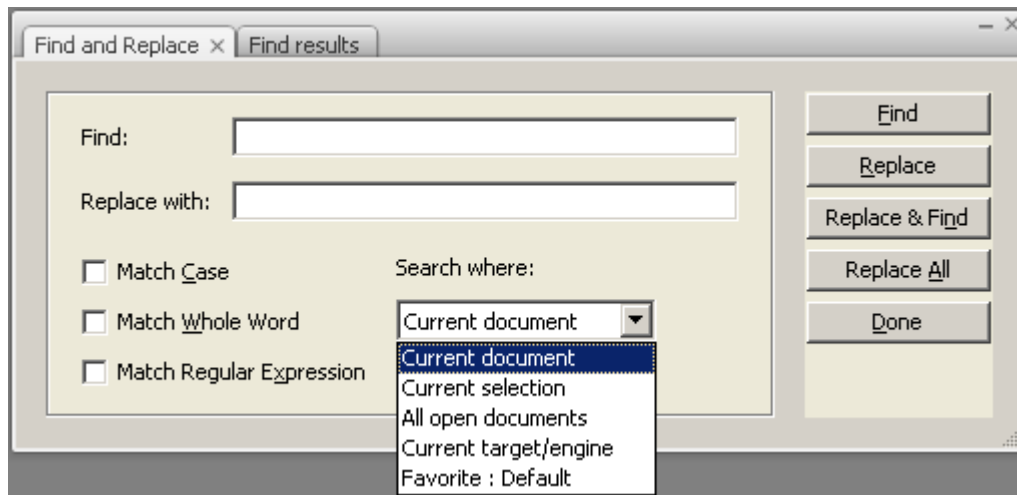 Find and Replace
Find results
Find:
Find
Replace with:
Replace
Replace & Find
Match Case
Search where:
Replace All
Match Whole Word
Current document
Done
Match Regular Expression
Current document
Current selection
All open documents
Current target/engine
Favorite : Default